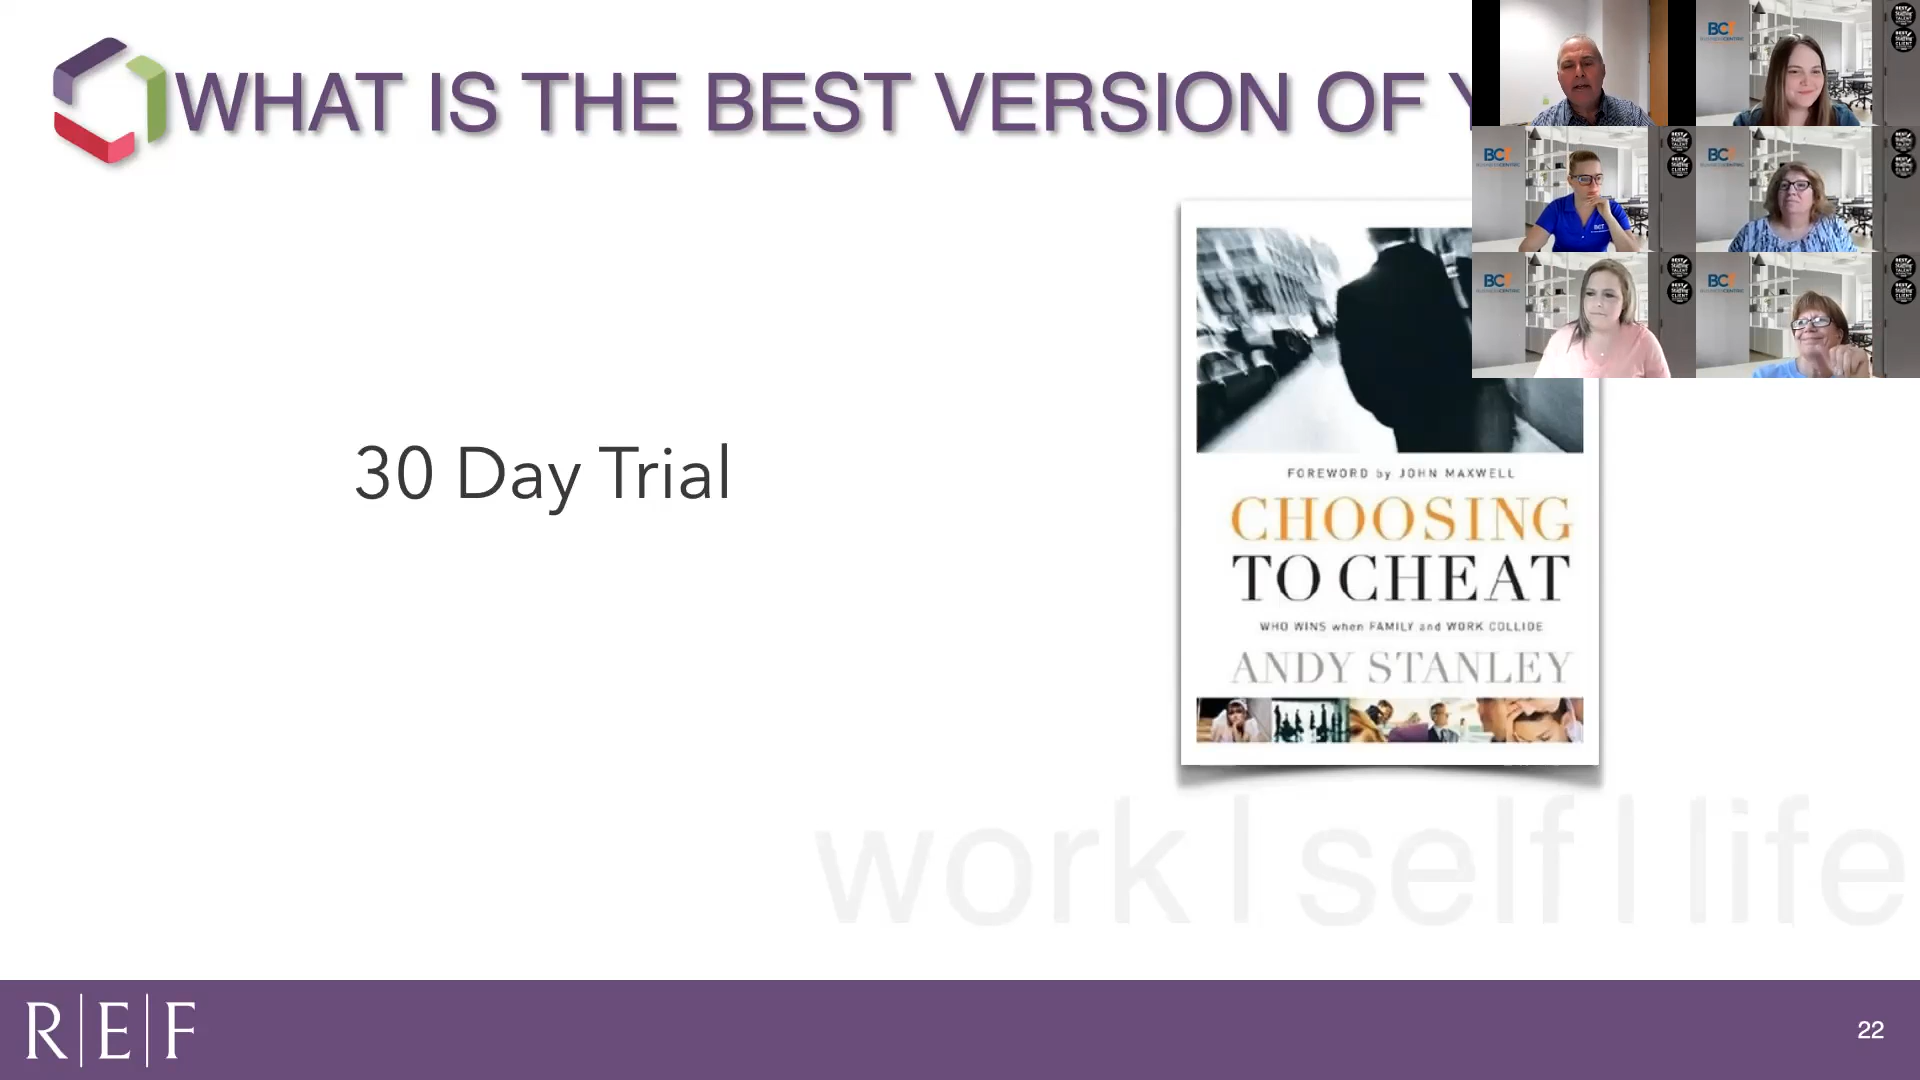 WHAT IS THE BEST VERSION OF
30 Day Trial
FOREWORD by JOHN MAXWELL
CHOOSING
TO CHEAT
WHO WINS when FAMILY and WORK COLLIDE
ANDY STANLEY
work | self | life
R|E|F
22
BCT